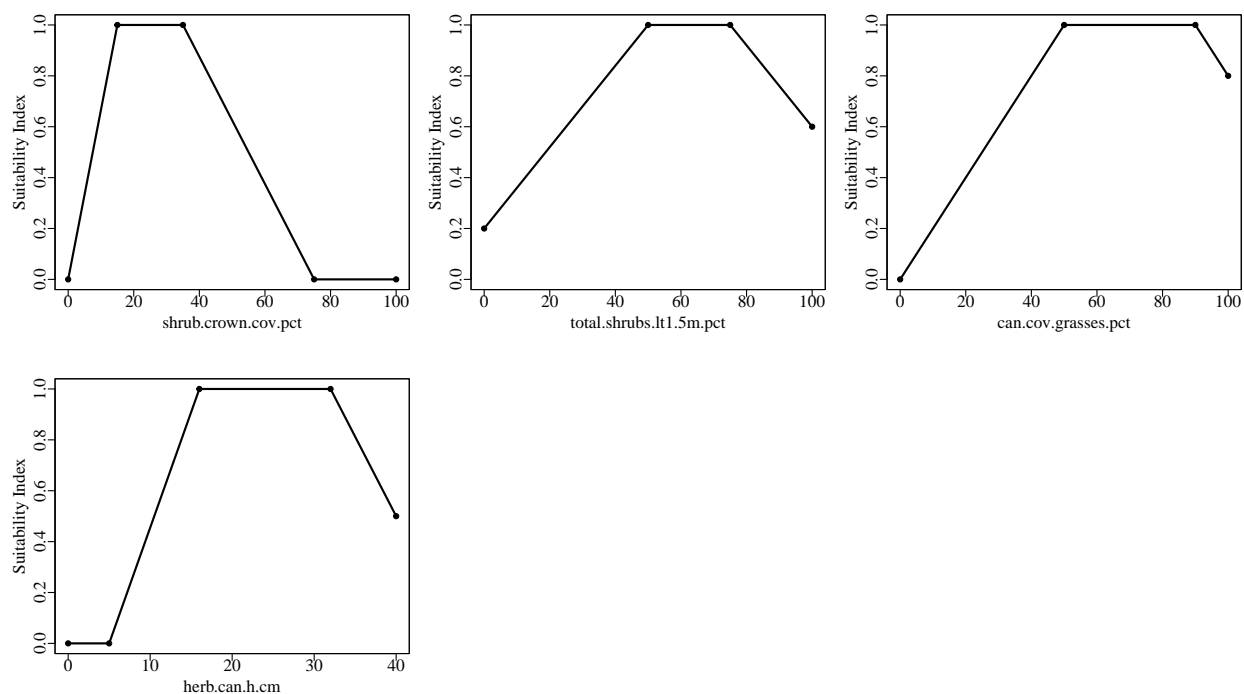 Suitability Index
0.0 0.2 0.4 0.6 0.8 1.0
0 20 40 60 80 100
shrub.crown.cov.pct
Suitability Index
0.0 0.2 0.4 0.6 0.8 1.0
0 20 40 60 80 100
total.shrubs.lt1.5m.pct
Suitability Index
0.0 0.2 0.4 0.6 0.8 1.0
0 20 40 60 80 100
can.cov.grasses.pct
Suitability Index
0.0 0.2 0.4 0.6 0.8 1.0
0 10 20 30 40
herb.can.h.cm